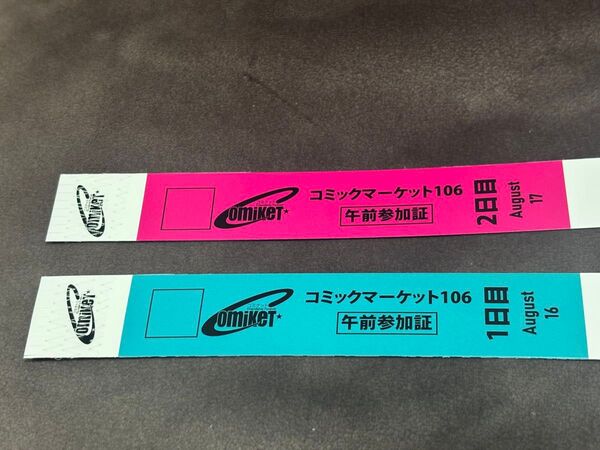 comiket
comiket
コミックマーケット106
午前参加証
2日目
August
17
comiket
comiket
コミックマーケット106
午前参加証
1日目
August
16